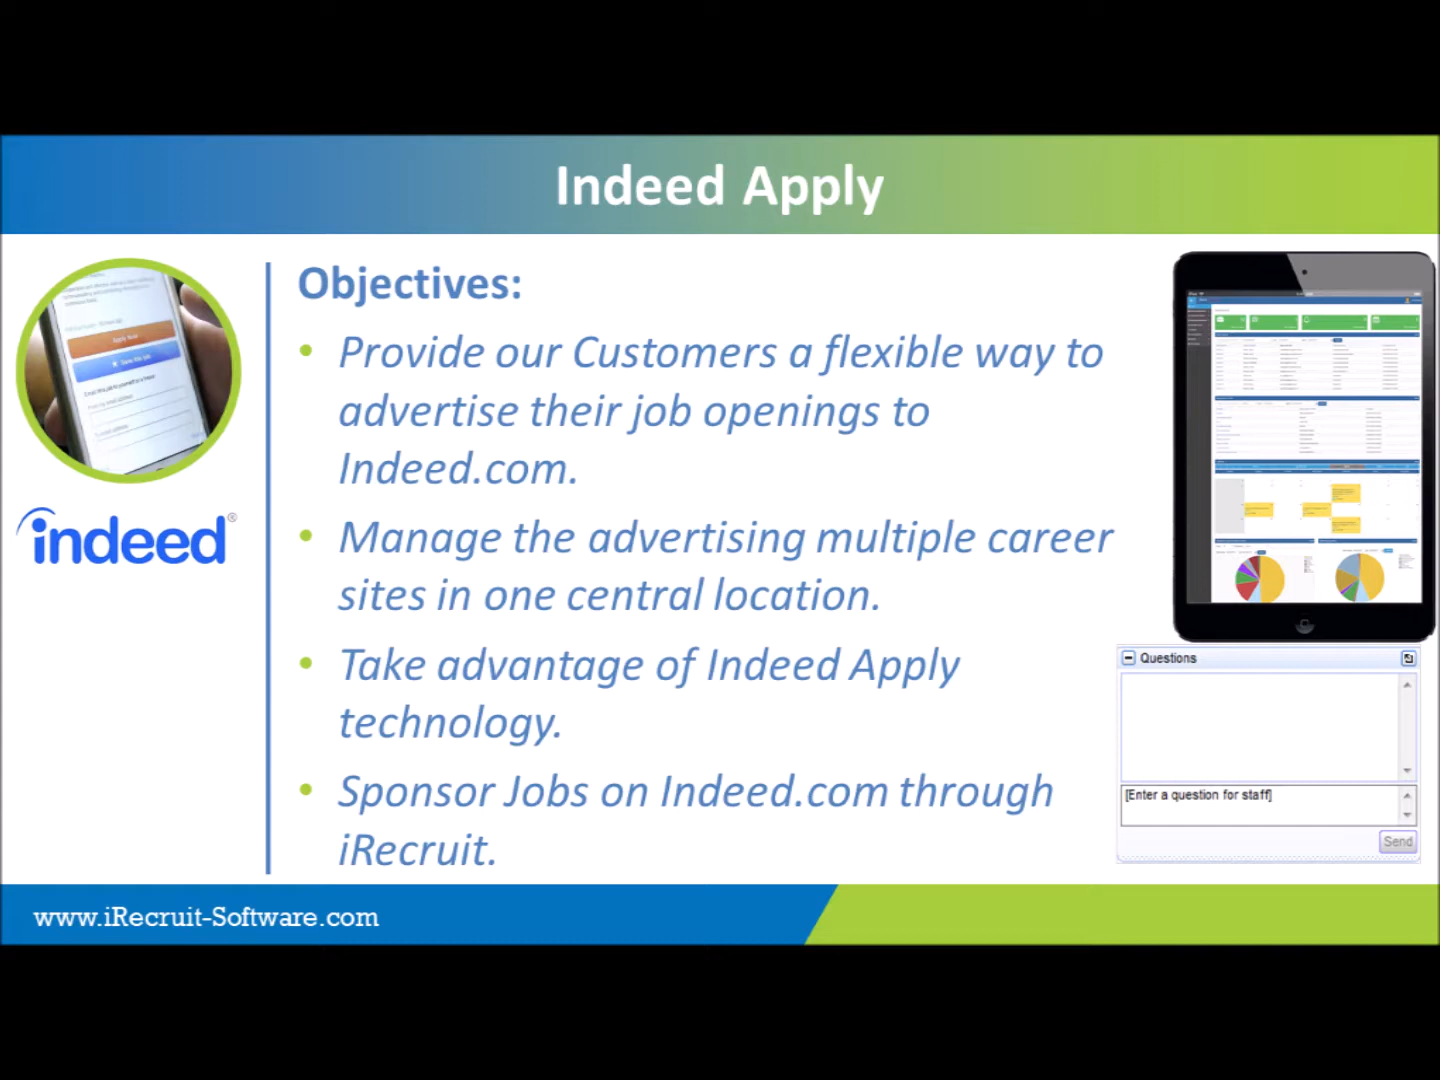 Indeed Apply
Objectives:
• Provide our Customers a flexible way to
advertise their job openings to
Indeed.com.
• Manage the advertising multiple career
sites in one central location.
• Take advantage of Indeed Apply
technology.
• Sponsor Jobs on Indeed.com through
iRecruit.
Apply Now
indeed®
Questions
[Enter a question for staff]
Send
www.iRecruit-Software.com